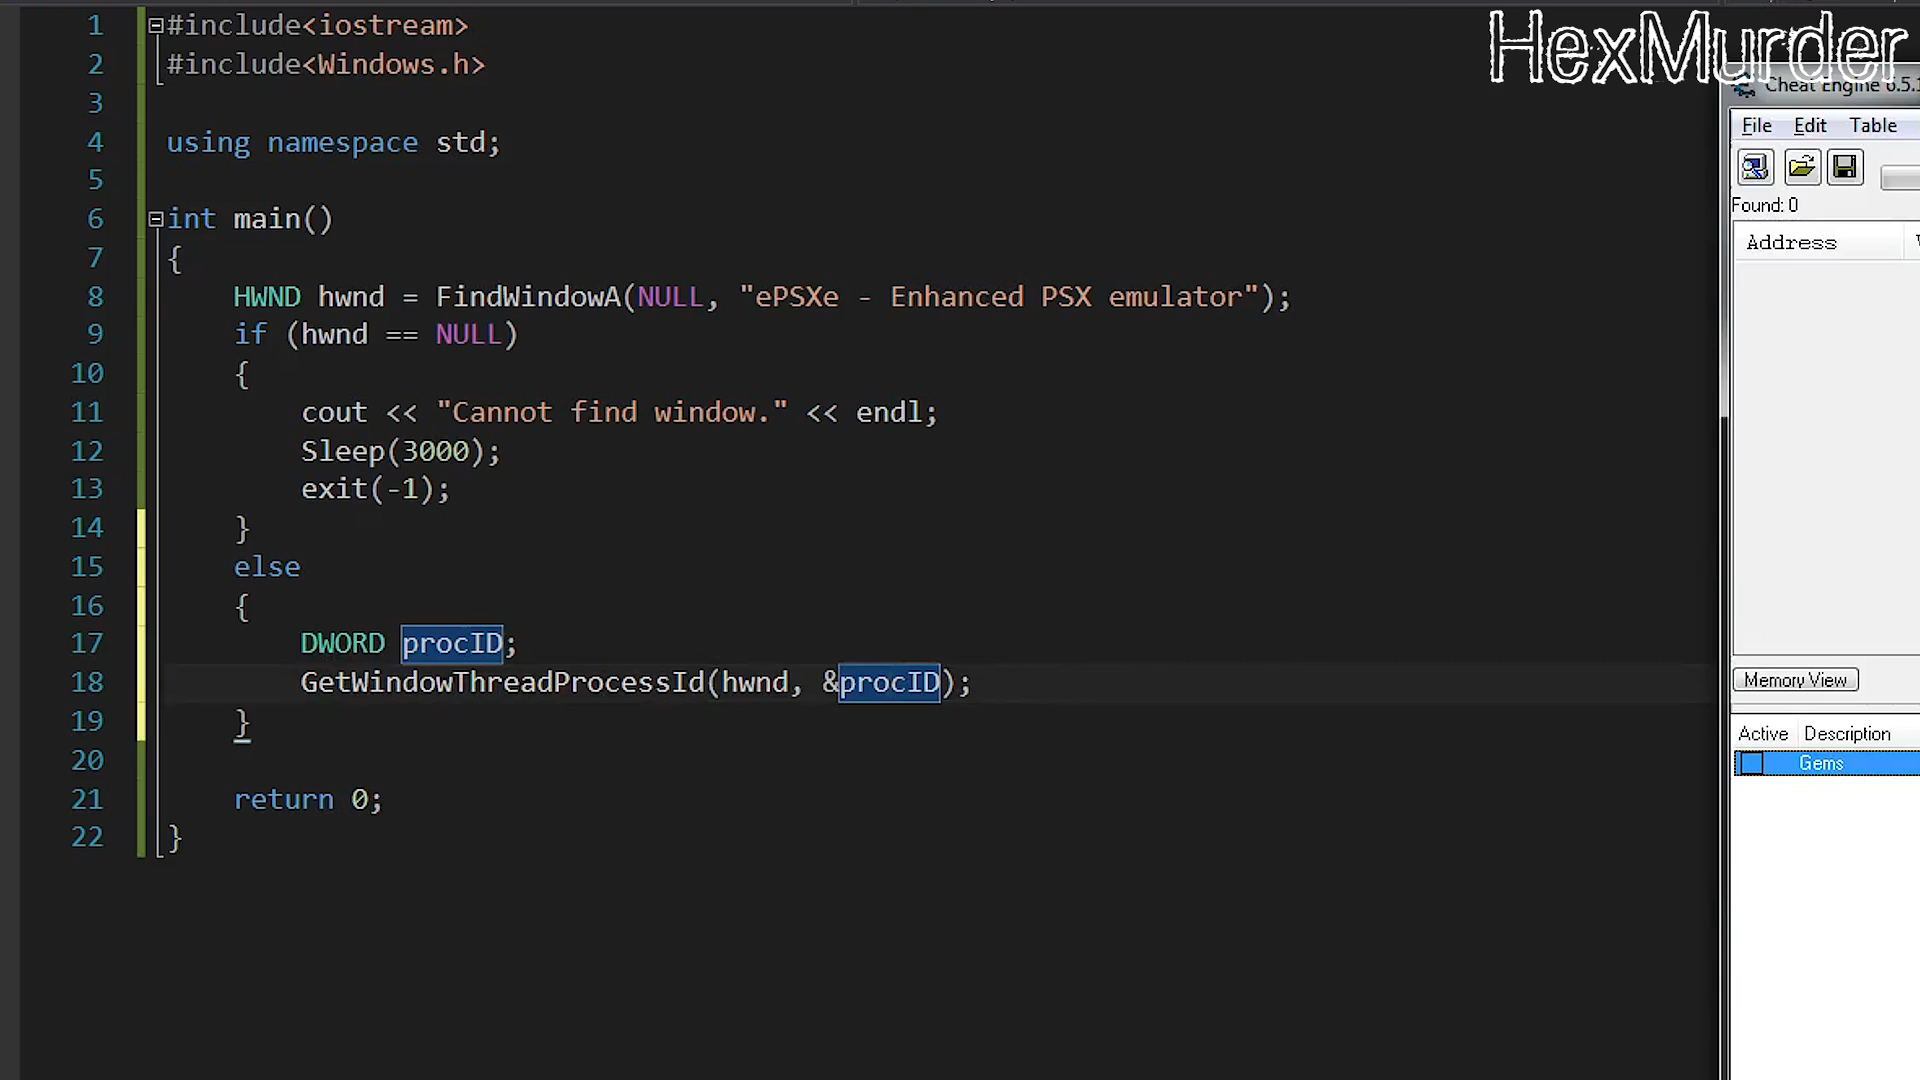 HexMurder
1 #include<iostream>
2 #include<Windows.h>
3
4 using namespace std;
5
6 int main()
7 {
8 HWND hwnd = FindWindowA(NULL, "ePSXe - Enhanced PSX emulator");
9 if (hwnd == NULL)
10 {
11 cout << "Cannot find window." << endl;
12 Sleep(3000);
13 exit(-1);
14 }
15 else
16 {
17 DWORD procID;
18 GetWindowThreadProcessId(hwnd, &procID);
19 }
20
21 return 0;
22 }
Cheat Engine 6.5.1
File Edit Table
Found: 0
Address
Memory View
Active Description
Gems